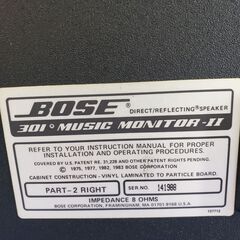 BOSE DIRECT/REFLECTING® SPEAKER
301® MUSIC MONITOR-II
PLEASE REFER TO YOUR INSTRUCTION MANUAL FOR PROPER
INSTALLATION AND OPERATING PROCEDURES.
COVERED BY U.S. PATENT RE. 31,228 AND OTHER PATENTS PENDING.
© 1975, 1977, 1982, 1983 BOSE CORPORATION.
CABINET CONSTRUCTION - VINYL LAMINATED TO PARTICLE BOARD.
PART-2 RIGHT
SER NO. 141988
IMPEDANCE 8 OHMS
BOSE CORPORATION, FRAMINGHAM, MA 01701 U.S.A.